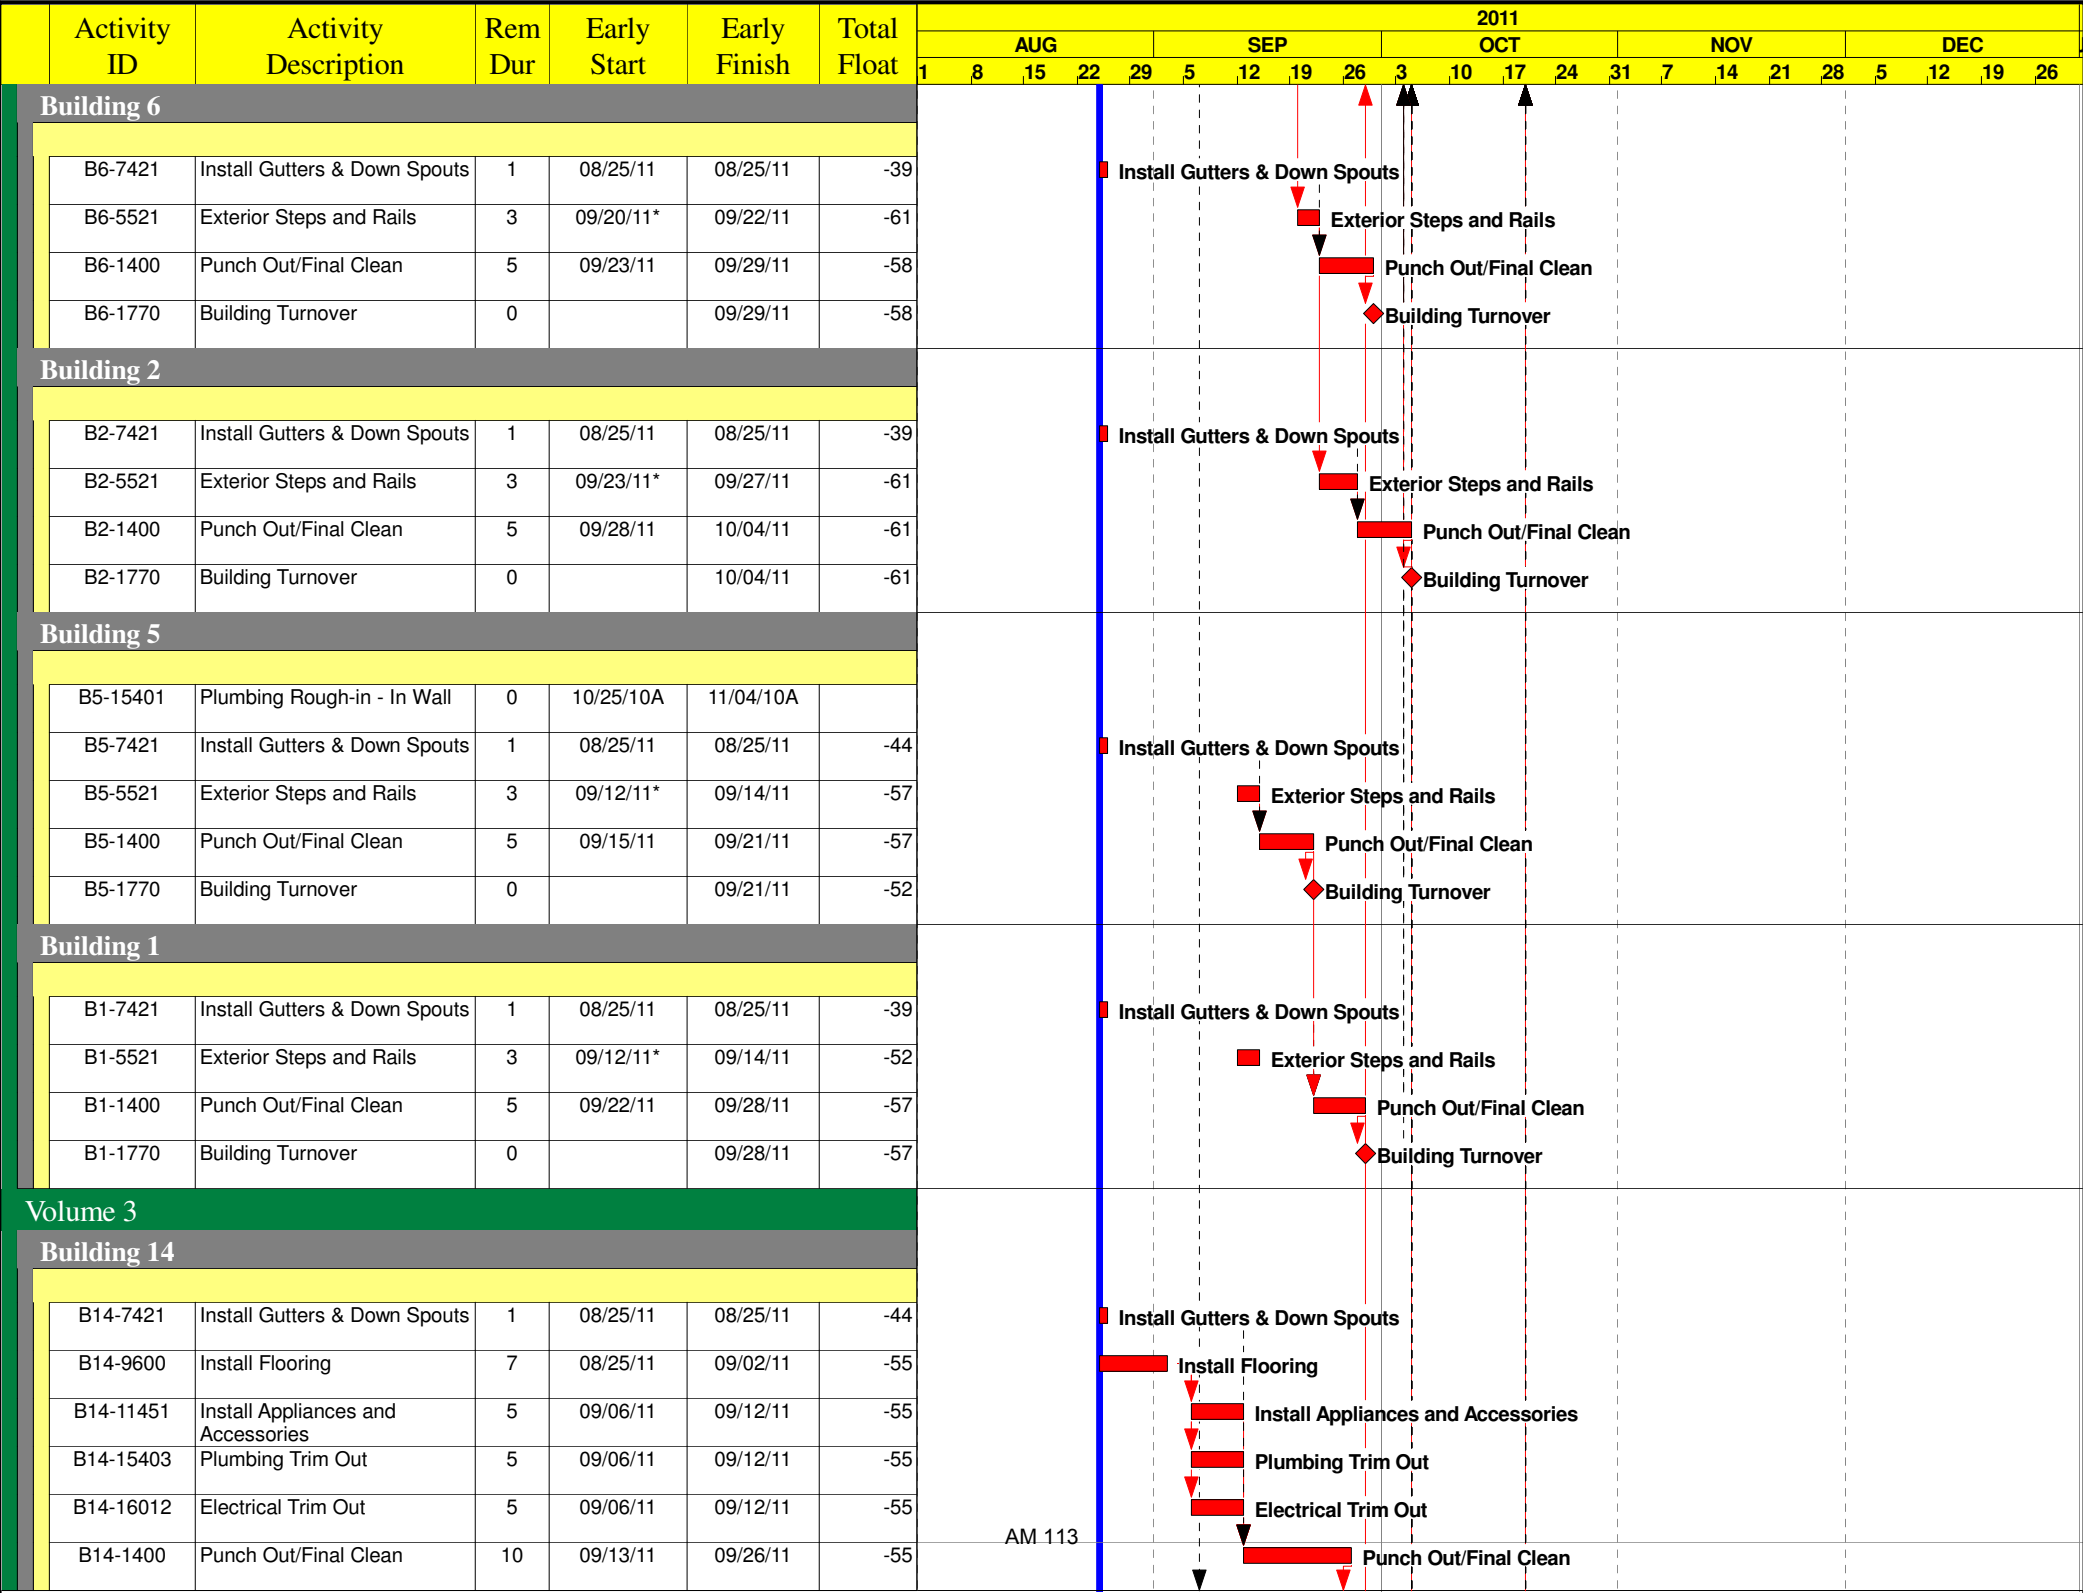 Activity ID Activity Description Rem Dur Early Start Early Finish Total Float
2011
AUG SEP OCT NOV DEC
1 8 15 22 29 5 12 19 26 3 10 17 24 31 7 14 21 28 5 12 19 26
Building 6
B6-7421 Install Gutters & Down Spouts 1 08/25/11 08/25/11 -39 Install Gutters & Down Spouts
B6-5521 Exterior Steps and Rails 3 09/20/11* 09/22/11 -61 Exterior Steps and Rails
B6-1400 Punch Out/Final Clean 5 09/23/11 09/29/11 -58 Punch Out/Final Clean
B6-1770 Building Turnover 0 09/29/11 -58 Building Turnover
Building 2
B2-7421 Install Gutters & Down Spouts 1 08/25/11 08/25/11 -39 Install Gutters & Down Spouts
B2-5521 Exterior Steps and Rails 3 09/23/11* 09/27/11 -61 Exterior Steps and Rails
B2-1400 Punch Out/Final Clean 5 09/28/11 10/04/11 -61 Punch Out/Final Clean
B2-1770 Building Turnover 0 10/04/11 -61 Building Turnover
Building 5
B5-15401 Plumbing Rough-in - In Wall 0 10/25/10A 11/04/10A
B5-7421 Install Gutters & Down Spouts 1 08/25/11 08/25/11 -44 Install Gutters & Down Spouts
B5-5521 Exterior Steps and Rails 3 09/12/11* 09/14/11 -57 Exterior Steps and Rails
B5-1400 Punch Out/Final Clean 5 09/15/11 09/21/11 -57 Punch Out/Final Clean
B5-1770 Building Turnover 0 09/21/11 -52 Building Turnover
Building 1
B1-7421 Install Gutters & Down Spouts 1 08/25/11 08/25/11 -39 Install Gutters & Down Spouts
B1-5521 Exterior Steps and Rails 3 09/12/11* 09/14/11 -52 Exterior Steps and Rails
B1-1400 Punch Out/Final Clean 5 09/22/11 09/28/11 -57 Punch Out/Final Clean
B1-1770 Building Turnover 0 09/28/11 -57 Building Turnover
Volume 3
Building 14
B14-7421 Install Gutters & Down Spouts 1 08/25/11 08/25/11 -44 Install Gutters & Down Spouts
B14-9600 Install Flooring 7 08/25/11 09/02/11 -55 Install Flooring
B14-11451 Install Appliances and Accessories 5 09/06/11 09/12/11 -55 Install Appliances and Accessories
B14-15403 Plumbing Trim Out 5 09/06/11 09/12/11 -55 Plumbing Trim Out
B14-16012 Electrical Trim Out 5 09/06/11 09/12/11 -55 Electrical Trim Out
AM 113
B14-1400 Punch Out/Final Clean 10 09/13/11 09/26/11 -55 Punch Out/Final Clean